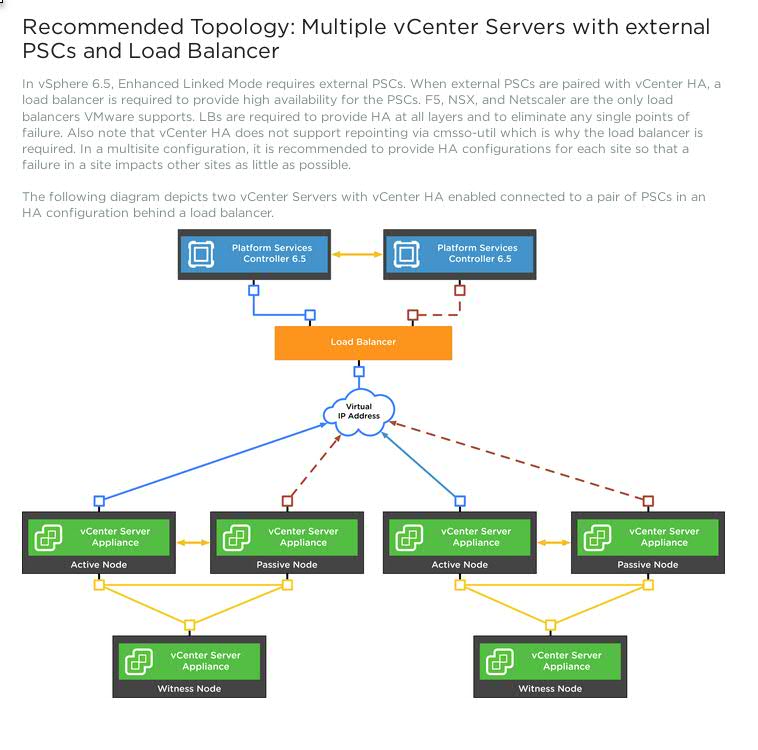 Recommended Topology: Multiple vCenter Servers with external
PSCs and Load Balancer
In vSphere 6.5, Enhanced Linked Mode requires external PSCs. When external PSCs are paired with vCenter HA, a
load balancer is required to provide high availability for the PSCs. F5, NSX, and Netscaler are the only load
balancers VMware supports. LBs are required to provide HA at all layers and to eliminate any single points of
failure. Also note that vCenter HA does not support repointing via cmsso-util which is why the load balancer is
required. In a multisite configuration, it is recommended to provide HA configurations for each site so that a
failure in a site impacts other sites as little as possible.
The following diagram depicts two vCenter Servers with vCenter HA enabled connected to a pair of PSCs in an
HA configuration behind a load balancer.
Platform Services
Controller 6.5
Platform Services
Controller 6.5
Load Balancer
Virtual
IP Address
vCenter Server
Appliance
Active Node
vCenter Server
Appliance
Passive Node
vCenter Server
Appliance
Active Node
vCenter Server
Appliance
Passive Node
vCenter Server
Appliance
Witness Node
vCenter Server
Appliance
Witness Node